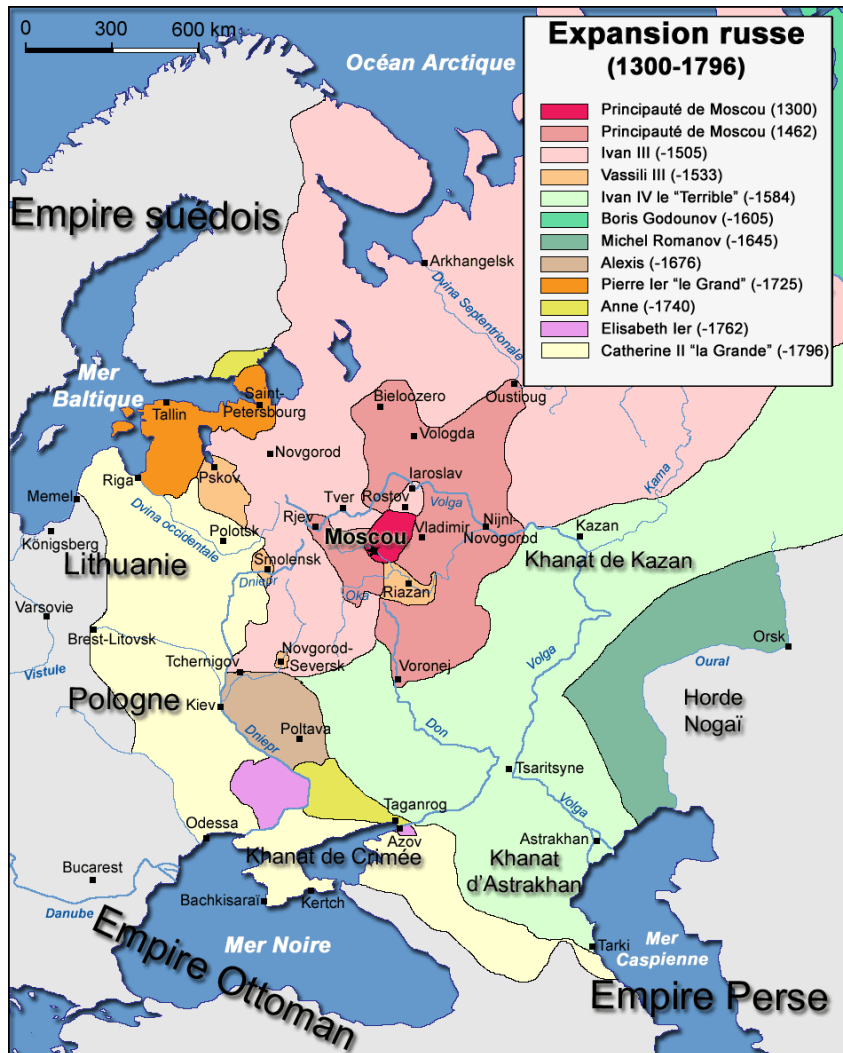 0 300 600 km
Expansion russe
(1300-1796)
Principauté de Moscou (1300)
Principauté de Moscou (1462)
Ivan III (-1505)
Vassili III (-1533)
Ivan IV le “Terrible” (-1584)
Boris Godounov (-1605)
Michel Romanov (-1645)
Alexis (-1676)
Pierre Ier “le Grand” (-1725)
Anne (-1740)
Elisabeth Ier (-1762)
Catherine II “la Grande” (-1796)
Océan Arctique
Empire suédois
Arkhangelsk
Dvina Septentrionale
Mer
Baltique
Saint-
Petersbourg
Tallin
Bieloozero
Oustioug
Vologda
Novgorod
Pskov
Riga
Iaroslav
Kama
Memel
Tver
Rostov
Volga
Dvina occidentale
Rjev
Nijni-
Novogorod
Kazan
Königsberg
Polotsk
Moscou
Vladimir
Khanat de Kazan
Lithuanie
Smolensk
Dniepr
Oka
Riazan
Varsovie
Brest-Litovsk
Orsk
Vistule
Novgorod-
Seversk
Tchernigov
Voronej
Volga
Oural
Pologne
Kiev
Horde
Nogaï
Poltava
Dniepr
Don
Tsaritsyne
Taganrog
Volga
Odessa
Azov
Astrakhan
Bucarest
Khanat de Crimée
Khanat
d'Astrakhan
Bachkisaraï
Kertch
Danube
Empire Ottoman
Mer Noire
Tarki
Mer
Caspienne
Empire Perse